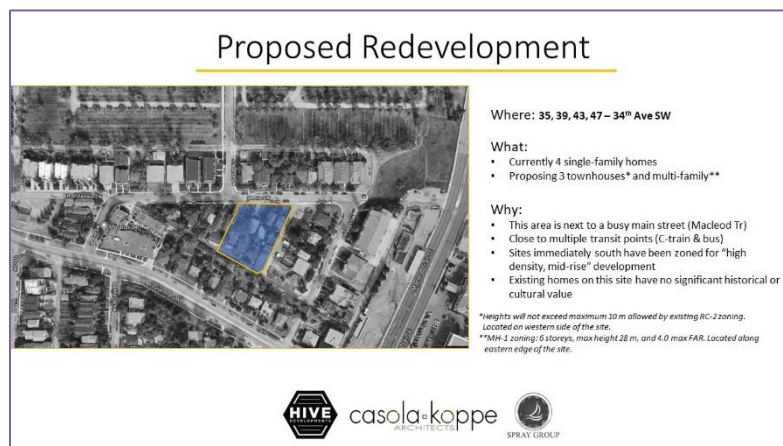 Proposed Redevelopment
Where: 35, 39, 43, 47 – 34th Ave SW
What:
• Currently 4 single-family homes
• Proposing 3 townhouses* and multi-family**
Why:
• This area is next to a busy main street (Macleod Tr)
• Close to multiple transit points (C-train & bus)
• Sites immediately south have been zoned for "high
density, mid-rise" development
• Existing homes on this site have no significant historical or
cultural value
*Heights will not exceed maximum 10 m allowed by existing RC-2 zoning.
Located on western side of the site.
**MH-1 zoning: 6 storeys, max height 28 m, and 4.0 max FAR. Located along
eastern edge of the site.
HIVE
DEVELOPMENTS
casola koppe
ARCHITECTS
SPRAY GROUP